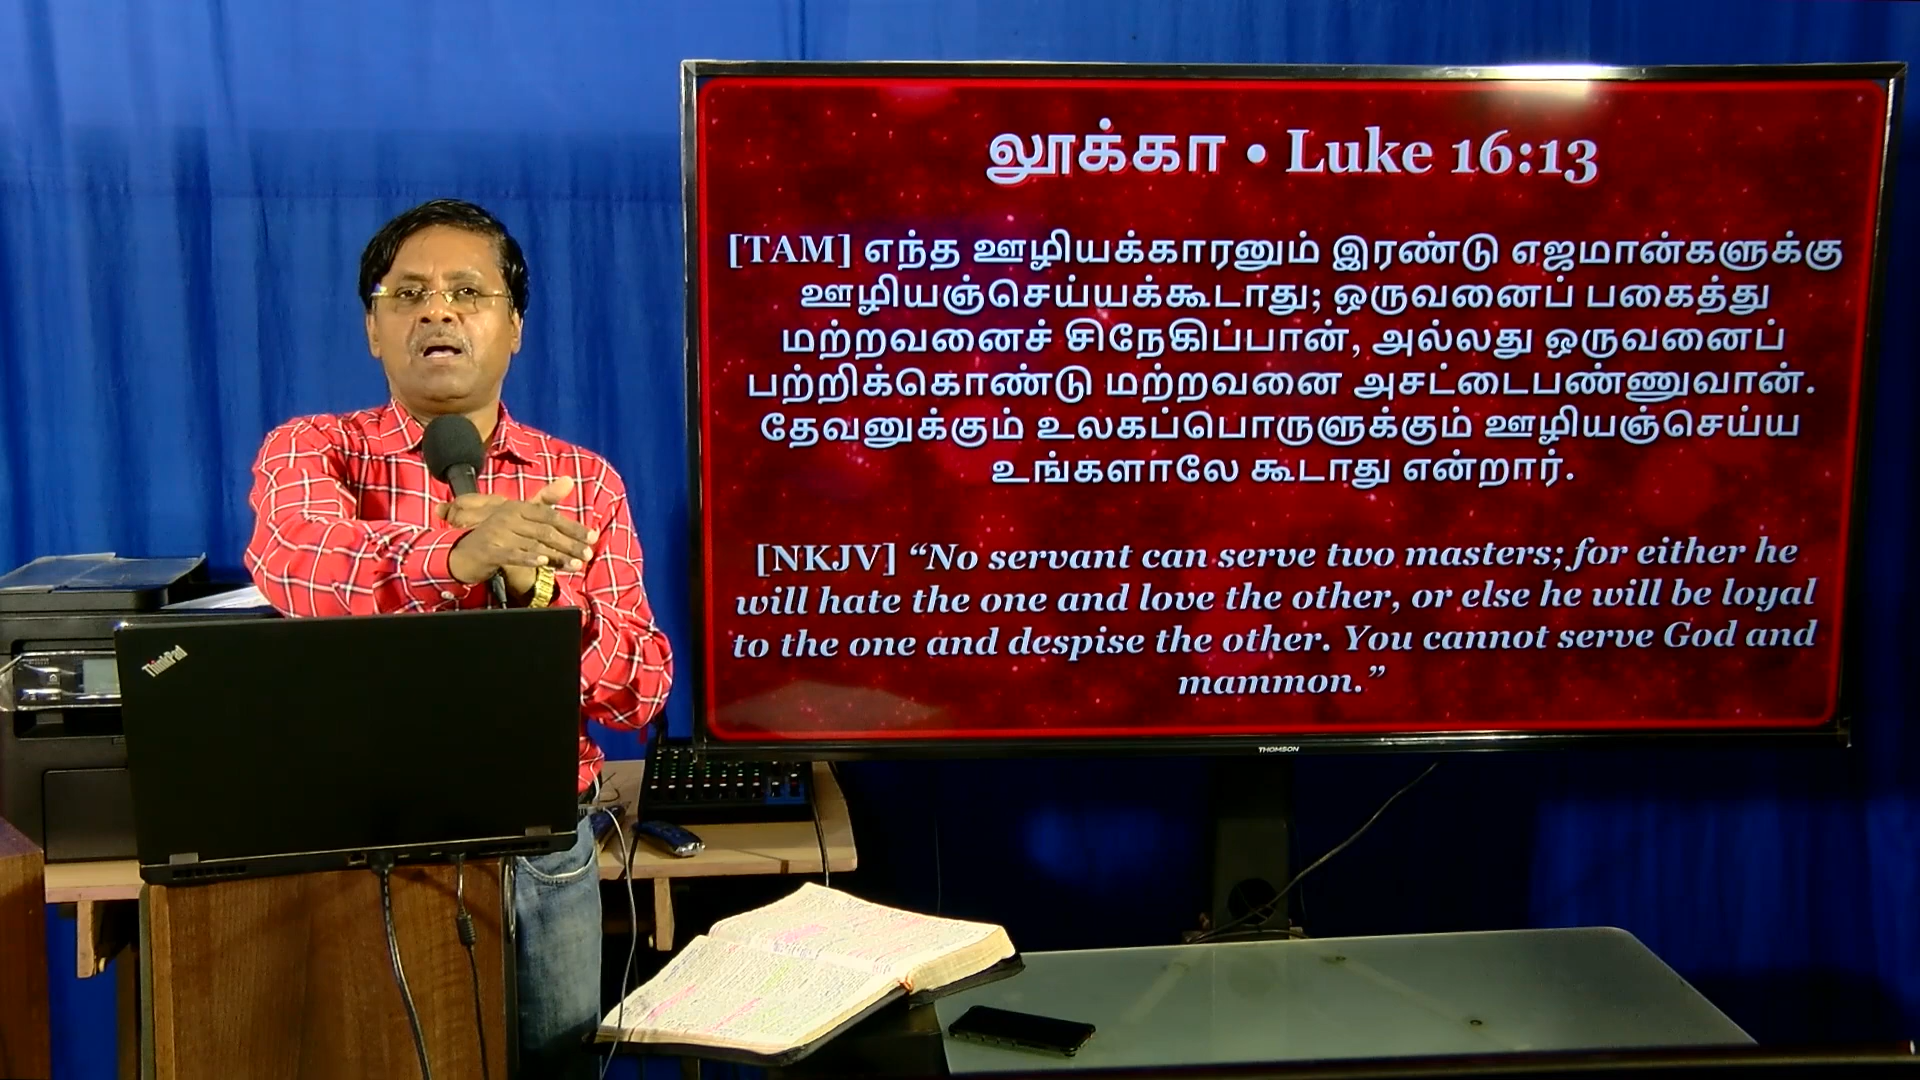 லூக்கா • Luke 16:13
[TAM] எந்த ஊழியக்காரனும் இரண்டு எஜமான்களுக்கு
ஊழியஞ்செய்யக்கூடாது; ஒருவனைப் பகைத்து
மற்றவனைச் சிநேகிப்பான், அல்லது ஒருவனைப்
பற்றிக்கொண்டு மற்றவனை அசட்டைபண்ணுவான்.
தேவனுக்கும் உலகப்பொருளுக்கும் ஊழியஞ்செய்ய
உங்களாலே கூடாது என்றார்.
[NKJV] “No servant can serve two masters; for either he
will hate the one and love the other, or else he will be loyal
to the one and despise the other. You cannot serve God and
mammon.”
THOMSON
ThinkPad